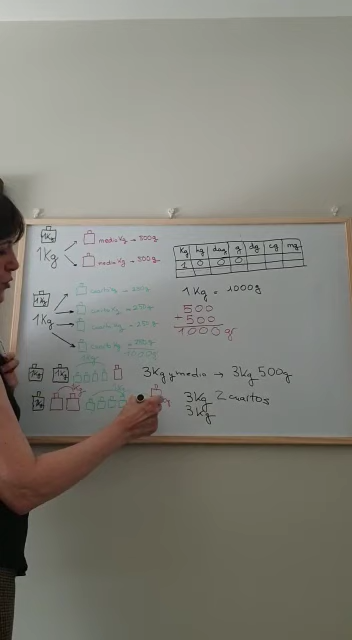 1Kg
1Kg
medio Kg = 500g
medio Kg = 500g
Kg hg dag g dg cg mg
1 0 0 0
1 Kg = 1000g
500
+ 500
1000 gr
1Kg
1Kg
cuarto Kg = 250g
cuarto Kg = 250g
cuarto Kg = 250g
= 250g
1000g
1Kg 1Kg
3Kg y medio → 3Kg 500g
1Kg
3Kg 2 cuartos
3Kg